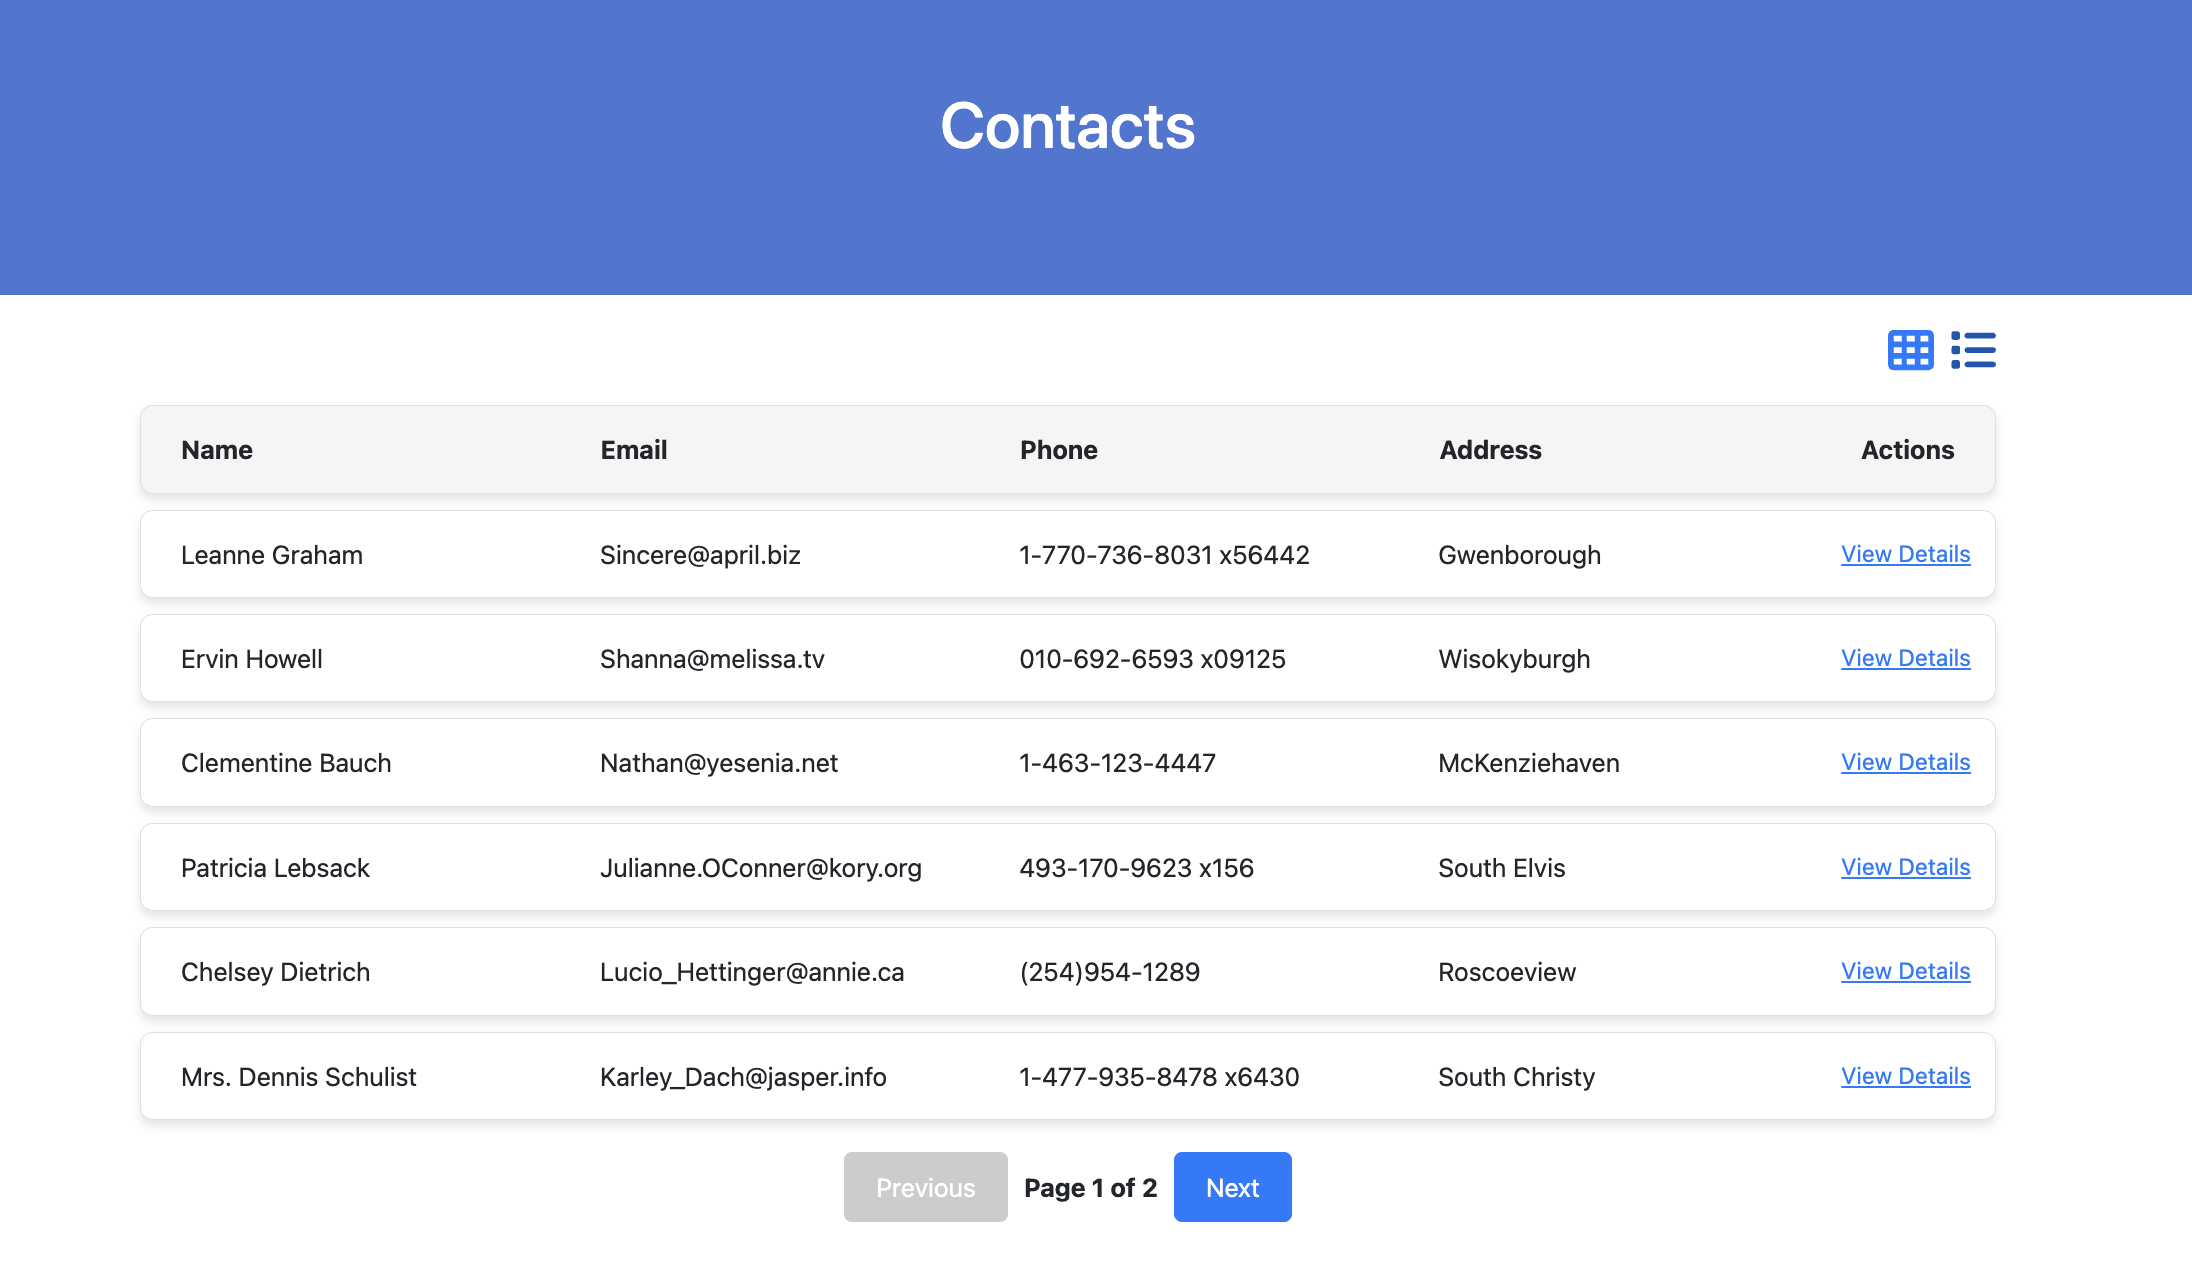 Contacts
Name Email Phone Address Actions
Leanne Graham Sincere@april.biz 1-770-736-8031 x56442 Gwenborough View Details
Ervin Howell Shanna@melissa.tv 010-692-6593 x09125 Wisokyburgh View Details
Clementine Bauch Nathan@yesenia.net 1-463-123-4447 McKenziehaven View Details
Patricia Lebsack Julianne.OConner@kory.org 493-170-9623 x156 South Elvis View Details
Chelsey Dietrich Lucio_Hettinger@annie.ca (254)954-1289 Roscoeview View Details
Mrs. Dennis Schulist Karley_Dach@jasper.info 1-477-935-8478 x6430 South Christy View Details
Previous Page 1 of 2 Next